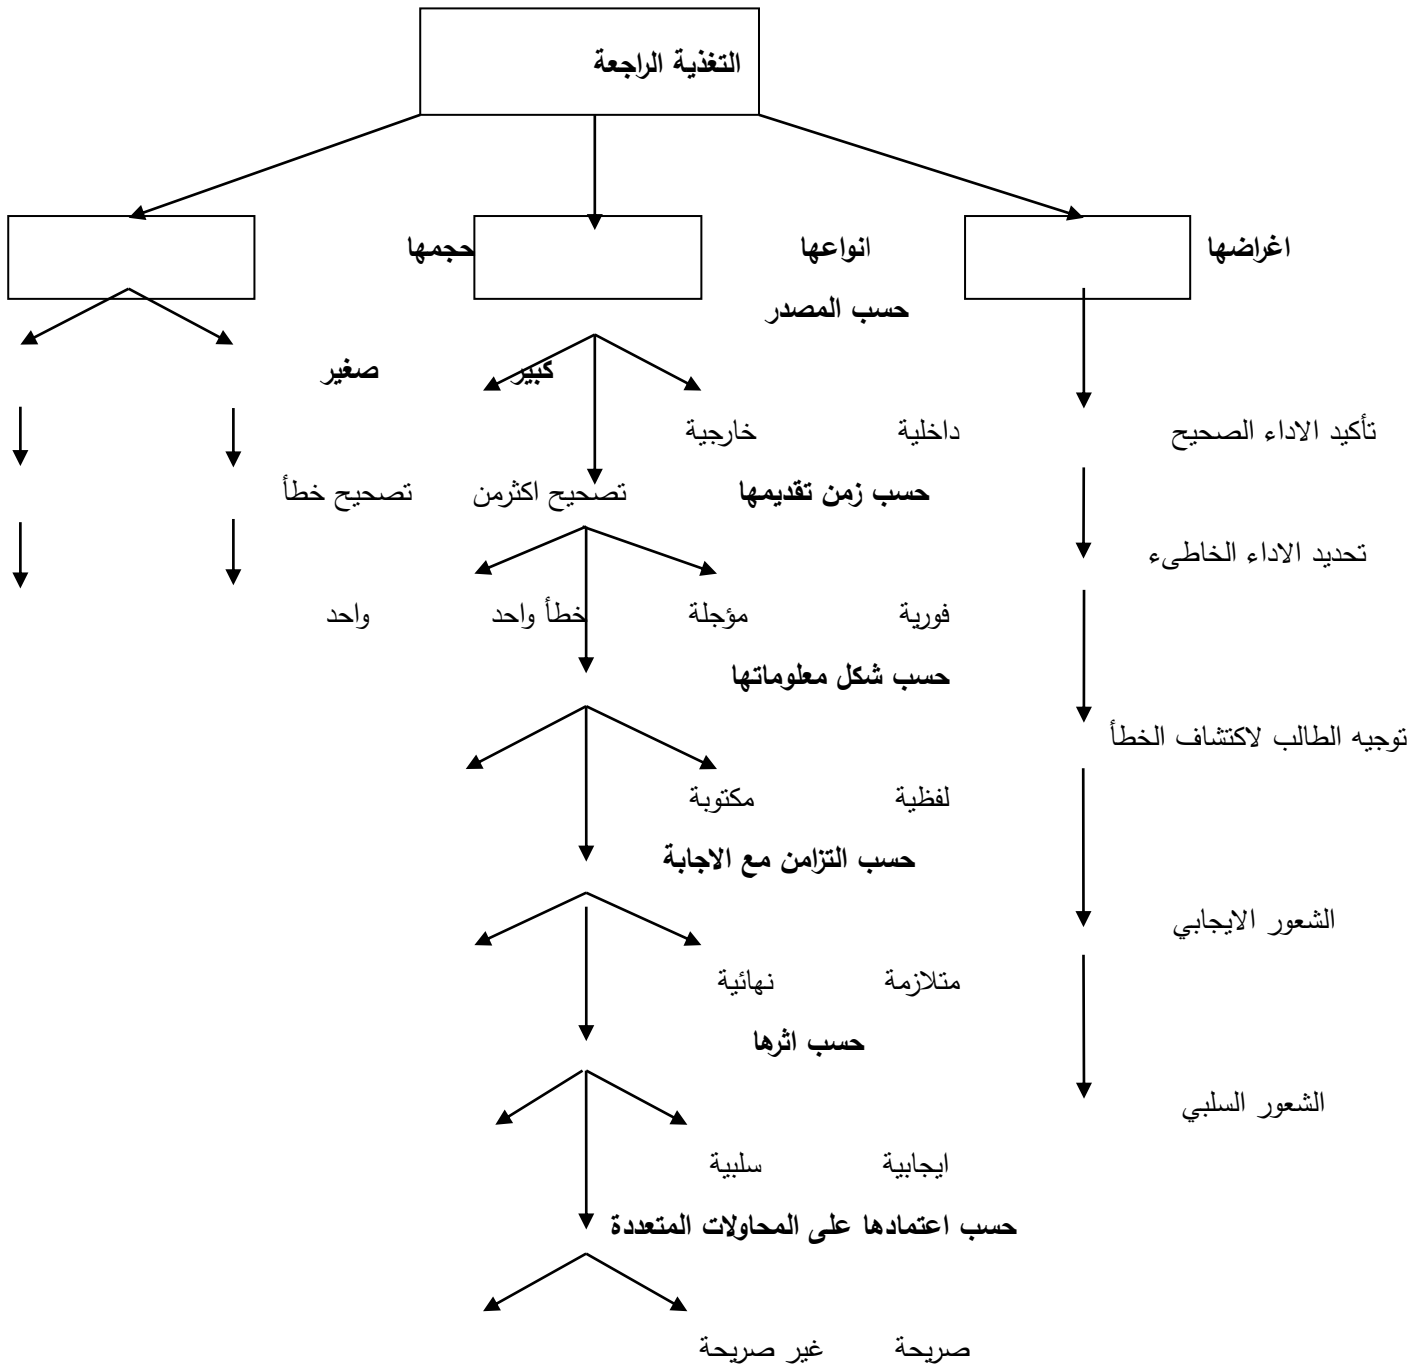 التغذية الراجعة
اغراضها انواعها حجمها
حسب المصدر
كبير صغير
تأكيد الاداء الصحيح داخلية خارجية
حسب زمن تقديمها تصحيح اكثرمن تصحيح خطأ
تحديد الاداء الخاطىء
فورية مؤجلة خطأ واحد واحد
حسب شكل معلوماتها
توجيه الطالب لاكتشاف الخطأ
لفظية مكتوبة
حسب التزامن مع الاجابة
الشعور الايجابي
متلازمة نهائية
حسب اثرها
الشعور السلبي
ايجابية سلبية
حسب اعتمادها على المحاولات المتعددة
صريحة غير صريحة